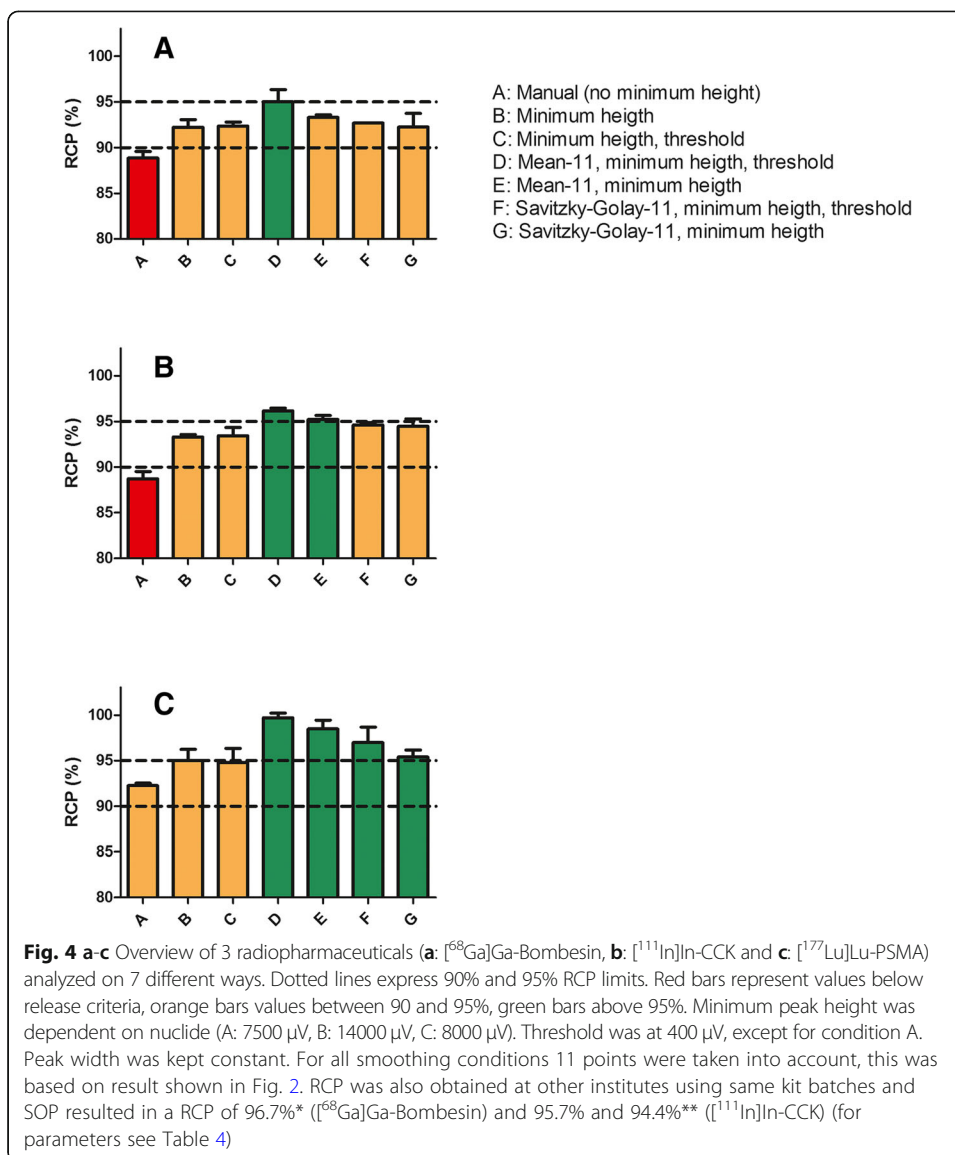 A
100
95
90
85
80
RCP (%)
A B C D E F G
A: Manual (no minimum height)
B: Minimum heigth
C: Minimum heigth, threshold
D: Mean-11, minimum heigth, threshold
E: Mean-11, minimum heigth
F: Savitzky-Golay-11, minimum heigth, threshold
G: Savitzky-Golay-11, minimum heigth
B
100
95
90
85
80
RCP (%)
A B C D E F G
C
100
95
90
85
80
RCP (%)
A B C D E F G
Fig. 4 a-c Overview of 3 radiopharmaceuticals (a: [⁶⁸Ga]Ga-Bombesin, b: [¹¹¹In]In-CCK and c: [¹⁷⁷Lu]Lu-PSMA)
analyzed on 7 different ways. Dotted lines express 90% and 95% RCP limits. Red bars represent values below
release criteria, orange bars values between 90 and 95%, green bars above 95%. Minimum peak height was
dependent on nuclide (A: 7500 μV, B: 14000 μV, C: 8000 μV). Threshold was at 400 μV, except for condition A.
Peak width was kept constant. For all smoothing conditions 11 points were taken into account, this was
based on result shown in Fig. 2. RCP was also obtained at other institutes using same kit batches and
SOP resulted in a RCP of 96.7%* ([⁶⁸Ga]Ga-Bombesin) and 95.7% and 94.4%** ([¹¹¹In]In-CCK) (for
parameters see Table 4)